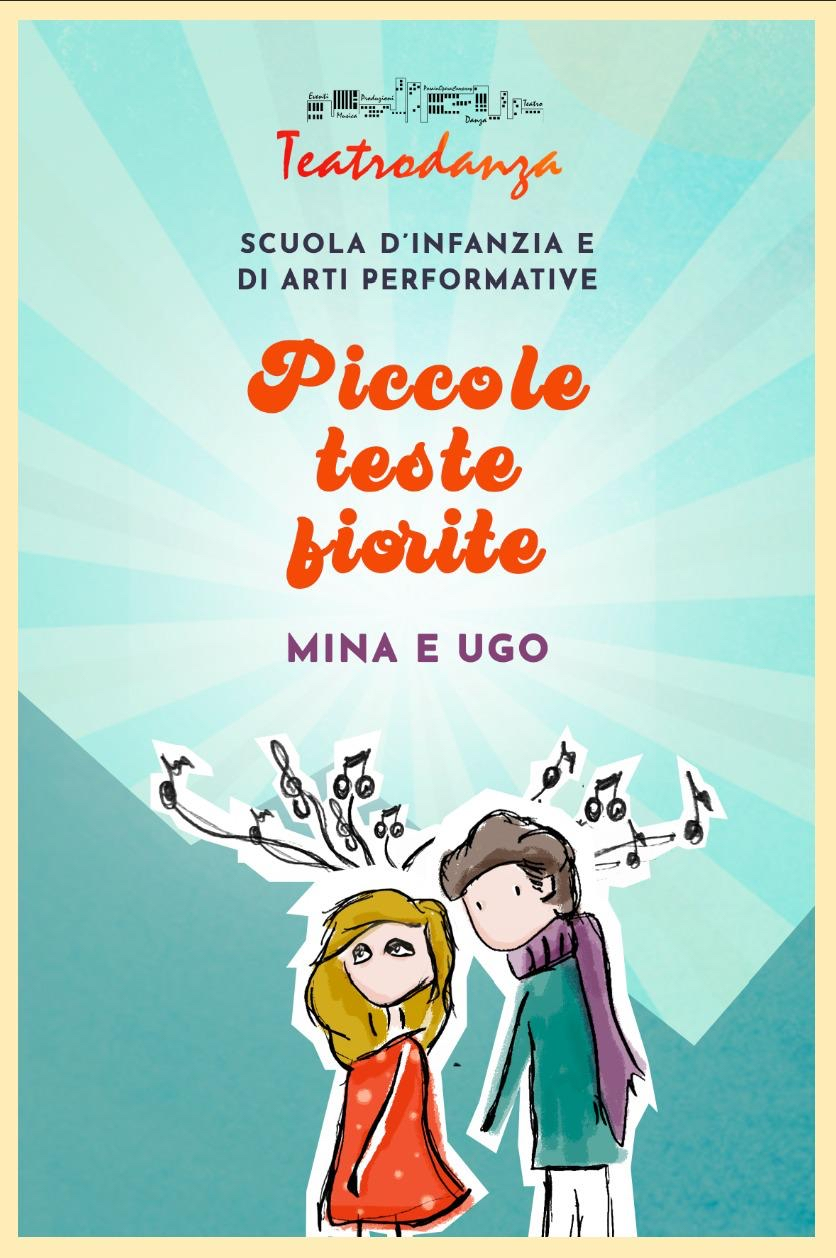 Eventi
Musica
Produzioni
Danza
Teatro
Teatrodanza
SCUOLA D'INFANZIA E
DI ARTI PERFORMATIVE
Piccole
teste
fiorite
MINA E UGO